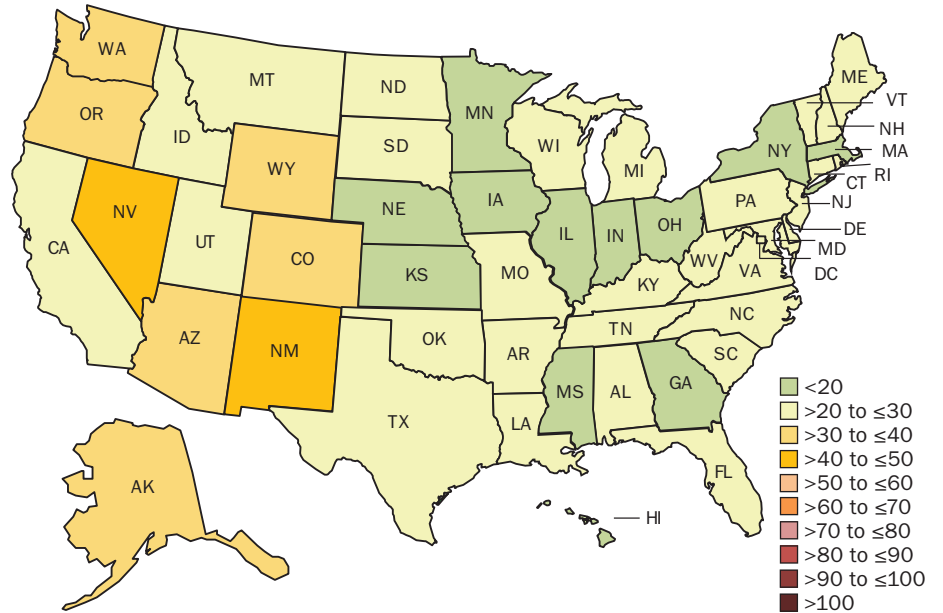 WA
MT
ND
MN
ME
VT
OR
ID
SD
WI
MI
NY
NH
MA
WY
RI
CT
NV
NE
IA
PA
NJ
CA
UT
CO
KS
IL
IN
OH
DE
MD
DC
MO
WV
VA
KY
AZ
NM
OK
AR
TN
NC
SC
TX
LA
MS
AL
GA
FL
AK
HI
<20
>20 to ≤30
>30 to ≤40
>40 to ≤50
>50 to ≤60
>60 to ≤70
>70 to ≤80
>80 to ≤90
>90 to ≤100
>100